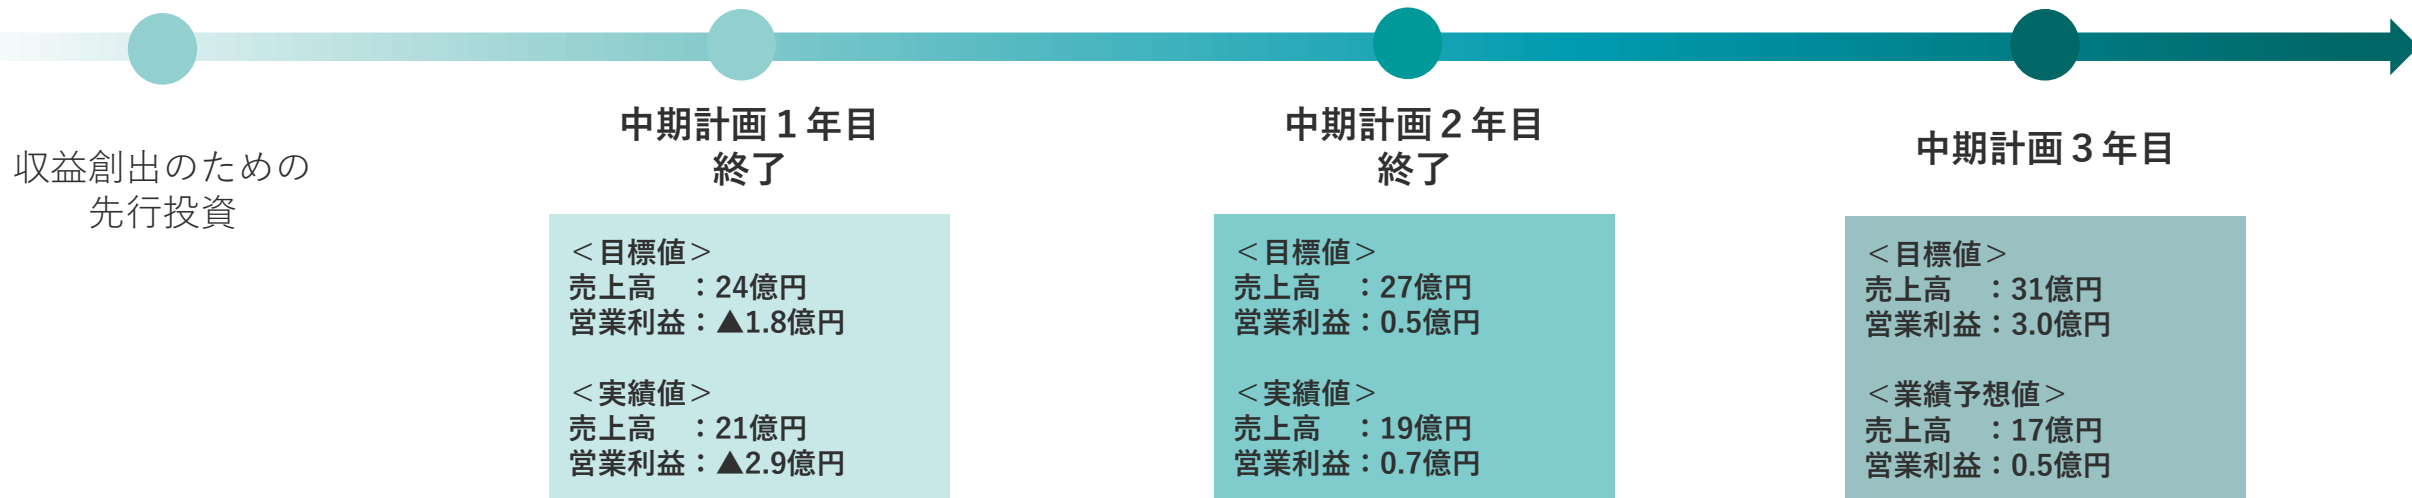 収益創出のための
先行投資
中期計画１年目
終了
＜目標値＞
売上高　：24億円
営業利益：▲1.8億円
＜実績値＞
売上高　：21億円
営業利益：▲2.9億円
中期計画２年目
終了
＜目標値＞
売上高　：27億円
営業利益：0.5億円
＜実績値＞
売上高　：19億円
営業利益：0.7億円
中期計画３年目
＜目標値＞
売上高　：31億円
営業利益：3.0億円
＜業績予想値＞
売上高　：17億円
営業利益：0.5億円